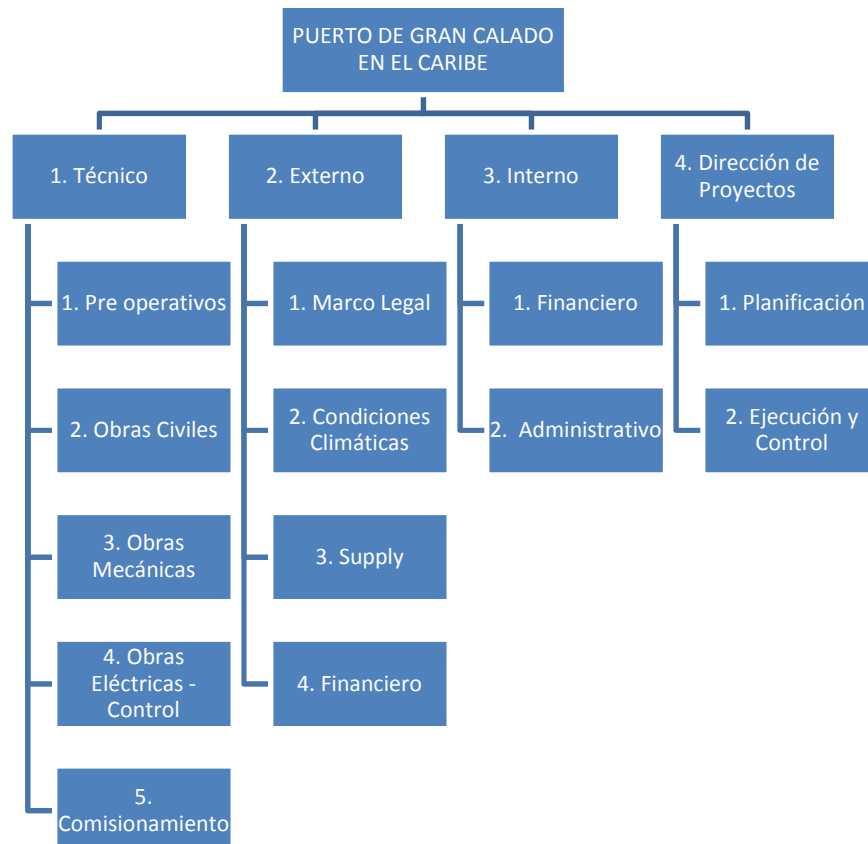 PUERTO DE GRAN CALADO
EN EL CARIBE
1. Técnico
2. Externo
3. Interno
4. Dirección de
Proyectos
1. Pre operativos
1. Marco Legal
1. Financiero
1. Planificación
2. Obras Civiles
2. Condiciones
Climáticas
2. Administrativo
2. Ejecución y
Control
3. Obras
Mecánicas
3. Supply
4. Obras
Eléctricas -
Control
4. Financiero
5.
Comisionamiento